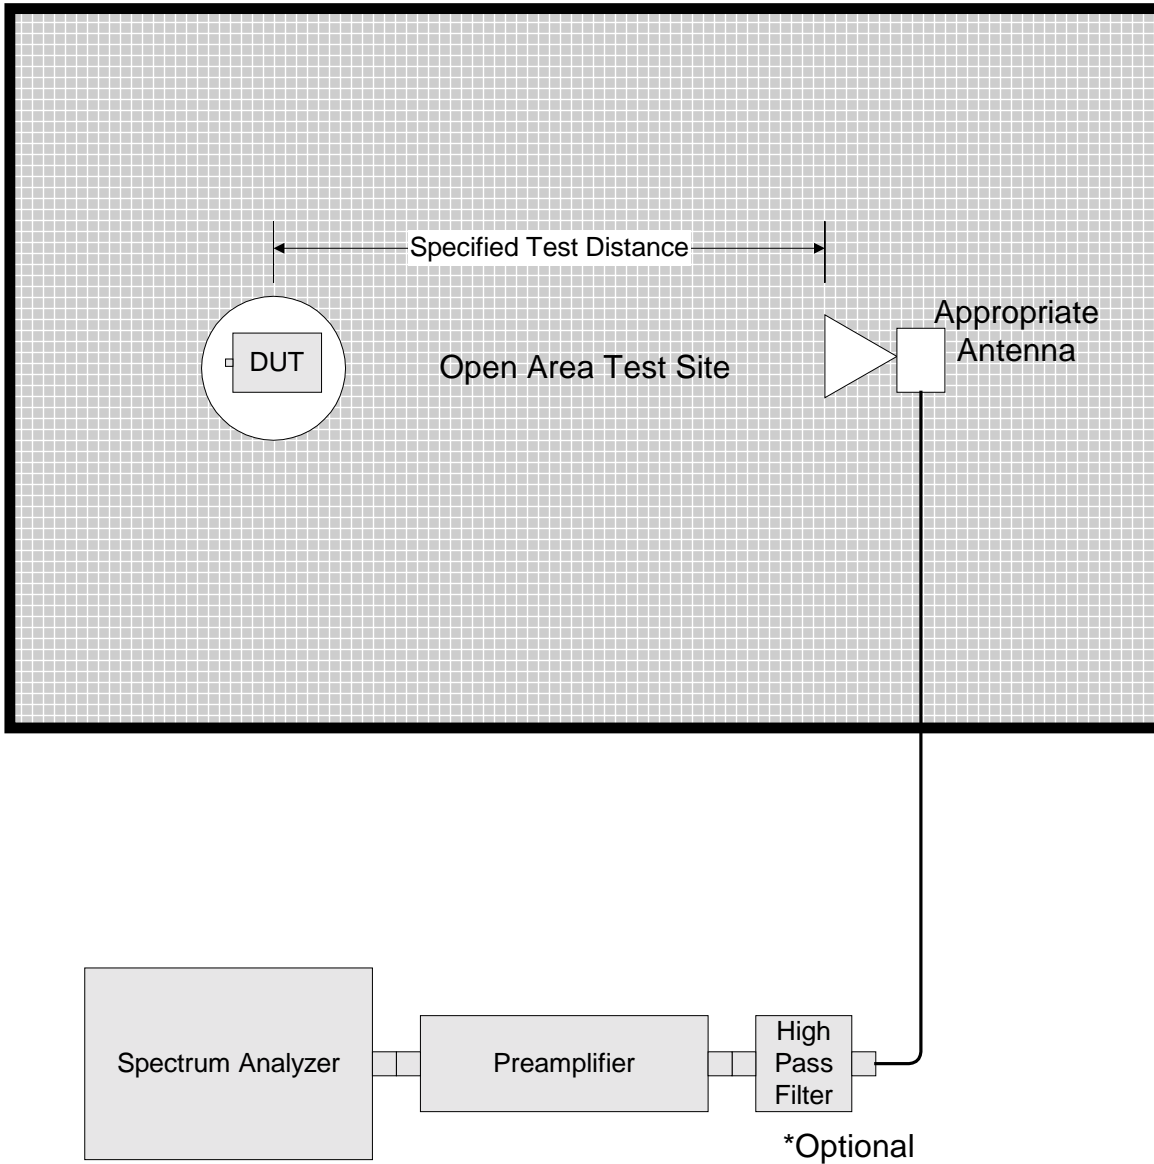 Specified Test Distance
DUT
Open Area Test Site
Appropriate
Antenna
Spectrum Analyzer
Preamplifier
High
Pass
Filter
*Optional